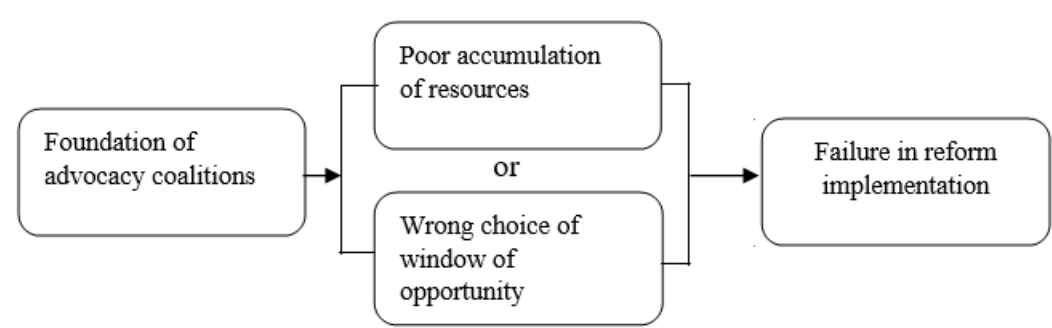 Foundation of
advocacy coalitions
Poor accumulation
of resources
or
Wrong choice of
window of
opportunity
Failure in reform
implementation